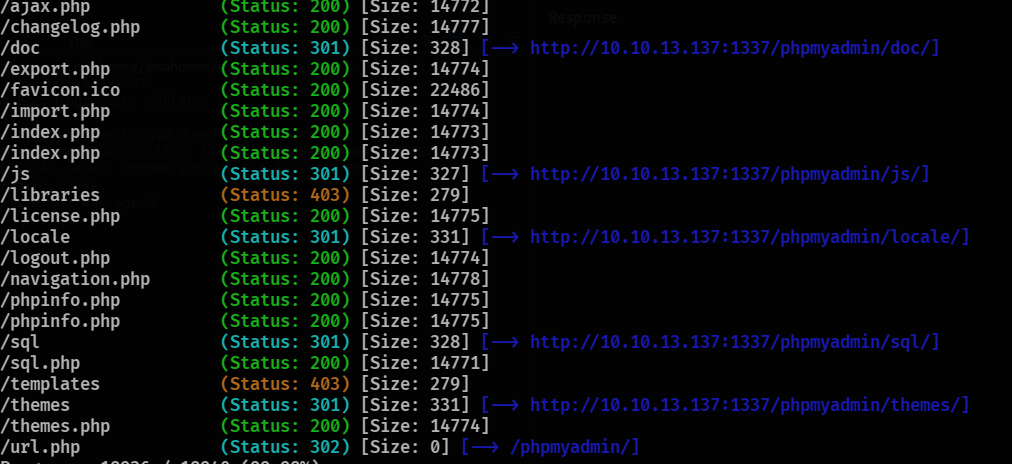 /ajax.php (Status: 200) [Size: 14772]
/changelog.php (Status: 200) [Size: 14777]
/doc (Status: 301) [Size: 328] [--> http://10.10.13.137:1337/phpmyadmin/doc/]
/export.php (Status: 200) [Size: 14774]
/favicon.ico (Status: 200) [Size: 22486]
/import.php (Status: 200) [Size: 14774]
/index.php (Status: 200) [Size: 14773]
/index.php (Status: 200) [Size: 14773]
/js (Status: 301) [Size: 327] [--> http://10.10.13.137:1337/phpmyadmin/js/]
/libraries (Status: 403) [Size: 279]
/license.php (Status: 200) [Size: 14775]
/locale (Status: 301) [Size: 331] [--> http://10.10.13.137:1337/phpmyadmin/locale/]
/logout.php (Status: 200) [Size: 14774]
/navigation.php (Status: 200) [Size: 14778]
/phpinfo.php (Status: 200) [Size: 14775]
/phpinfo.php (Status: 200) [Size: 14775]
/sql (Status: 301) [Size: 328] [--> http://10.10.13.137:1337/phpmyadmin/sql/]
/sql.php (Status: 200) [Size: 14771]
/templates (Status: 403) [Size: 279]
/themes (Status: 301) [Size: 331] [--> http://10.10.13.137:1337/phpmyadmin/themes/]
/themes.php (Status: 200) [Size: 14774]
/url.php (Status: 302) [Size: 0] [--> /phpmyadmin/]
Response